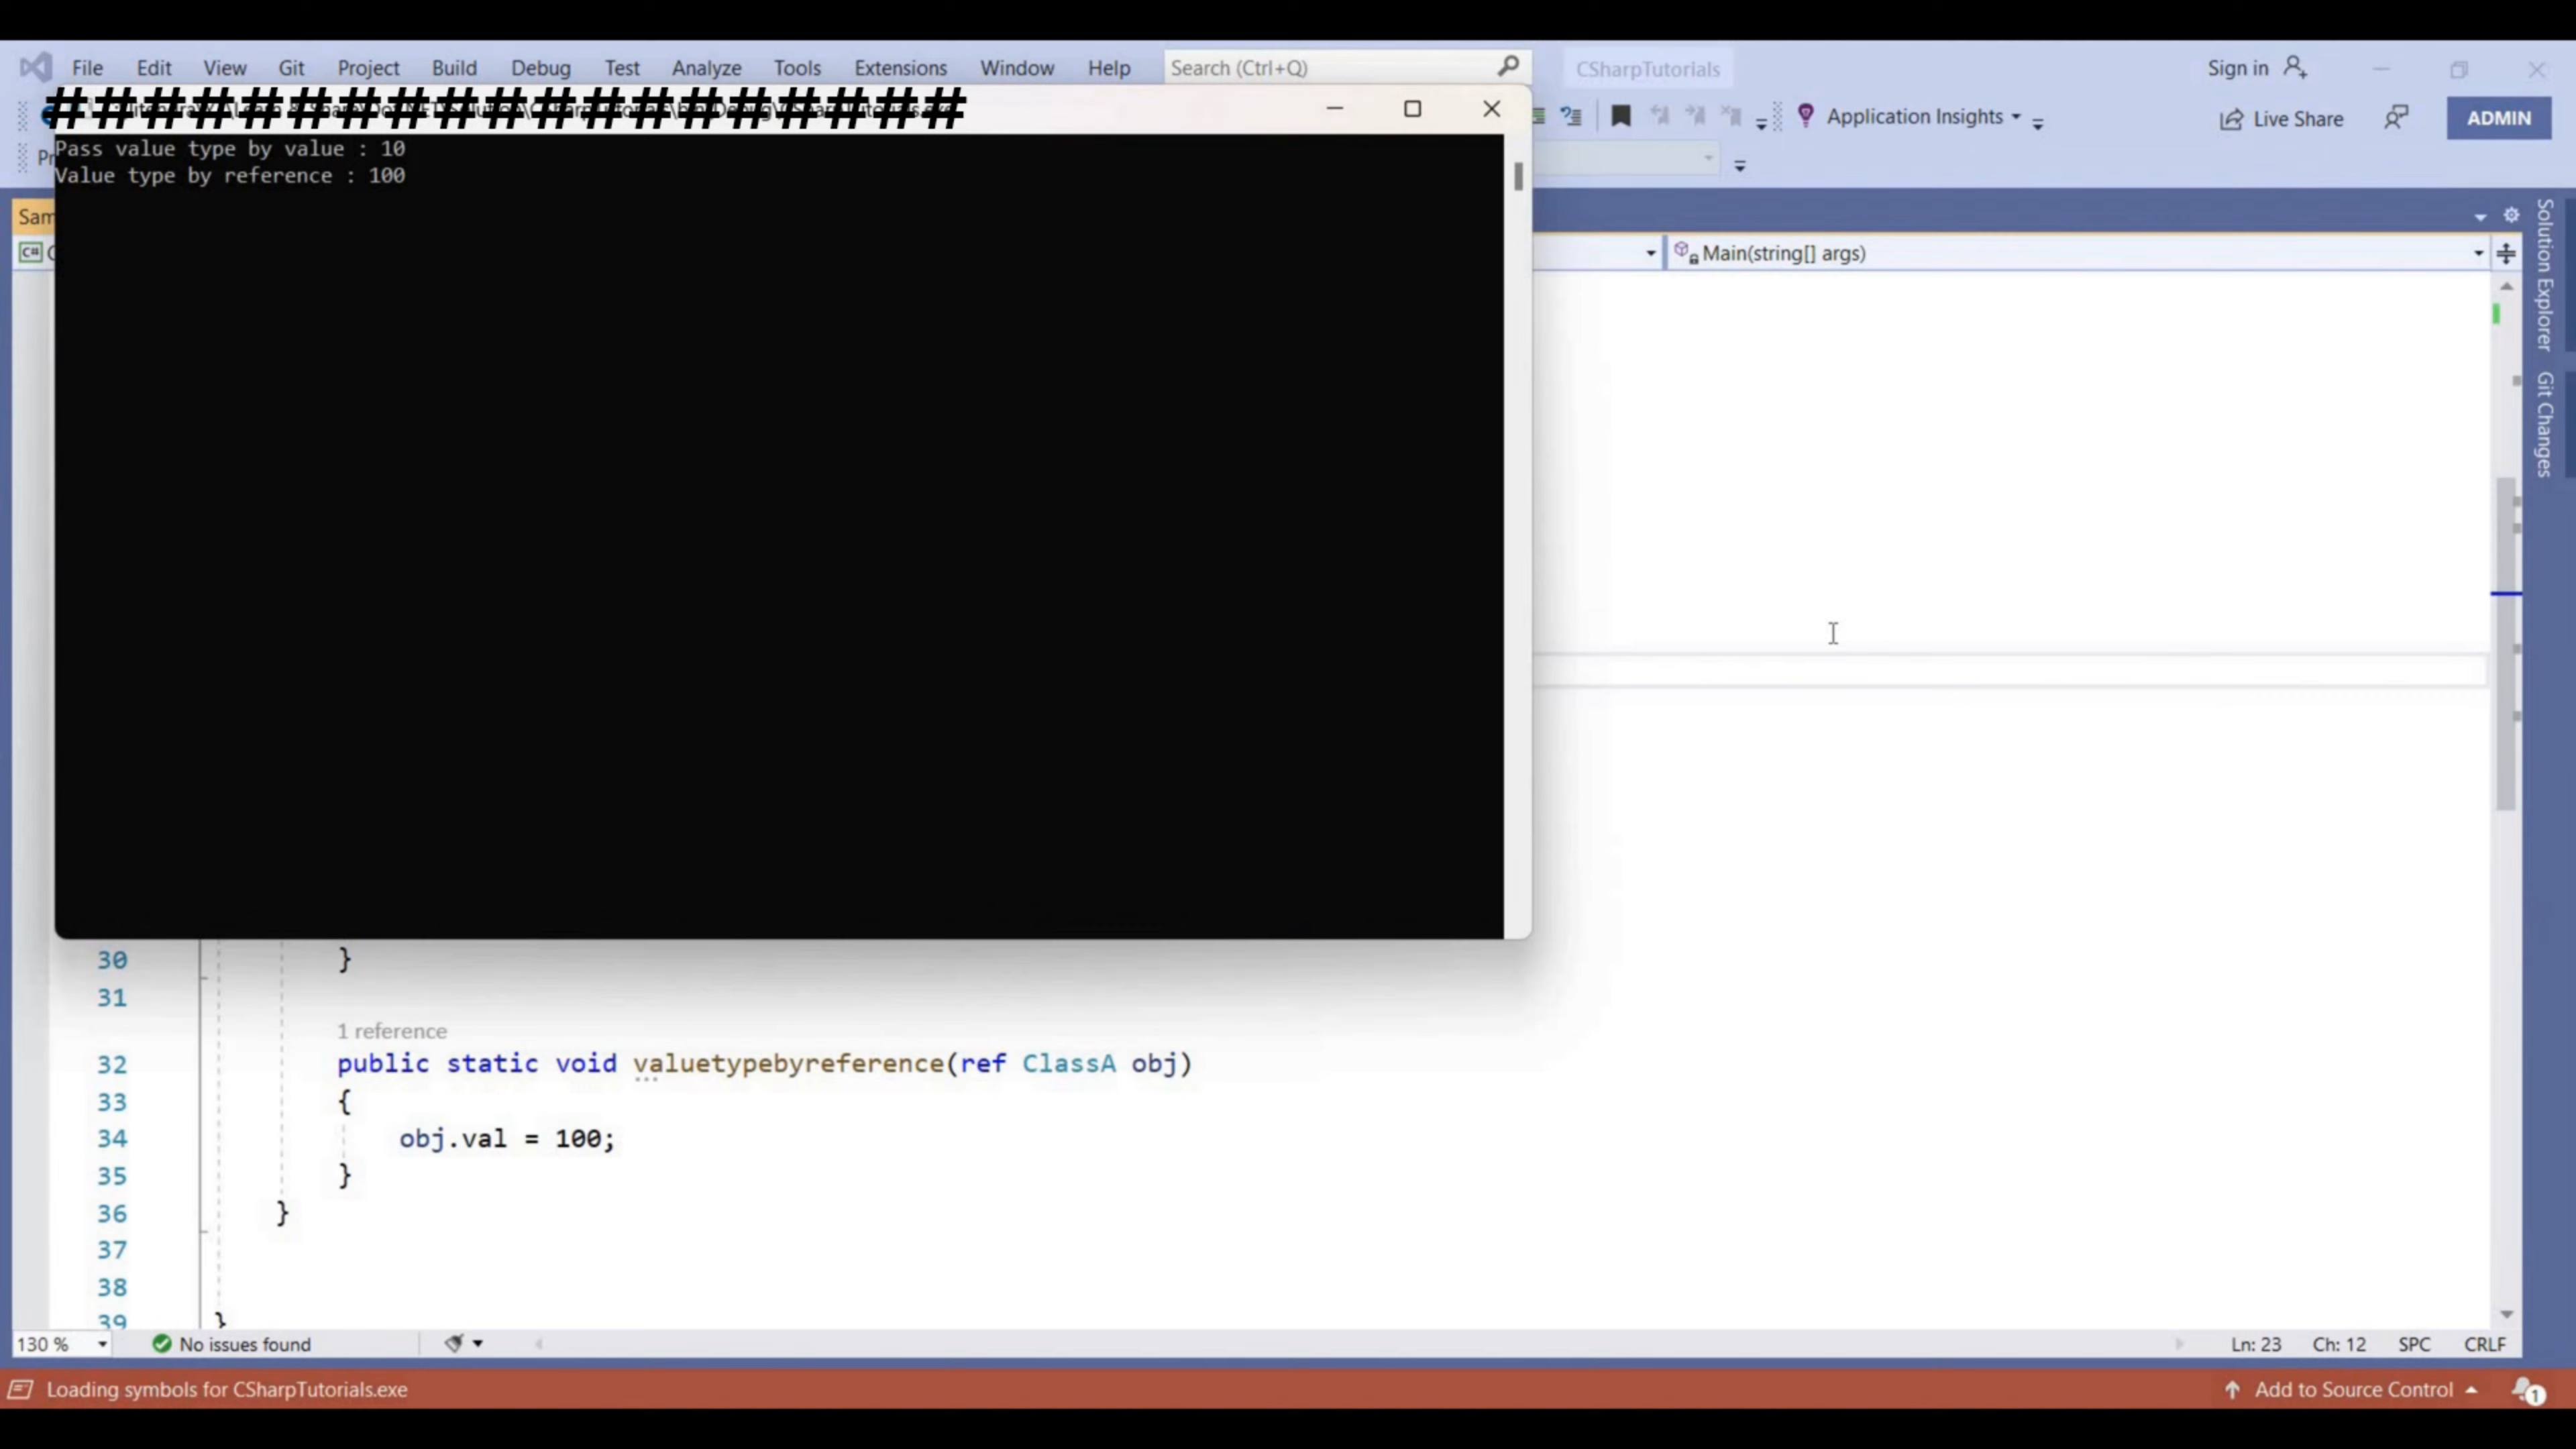 File Edit View Git Project Build Debug Test Analyze Tools Extensions Window Help Search (Ctrl+Q) CSharpTutorials Sign in
###################
Application Insights Live Share ADMIN
Pass value type by value : 10
Value type by reference : 100
Main(string[] args)
Solution Explorer
Git Changes
30 }
31
1 reference
32 public static void valuetypebyreference(ref ClassA obj)
33 {
34 obj.val = 100;
35 }
36 }
37
38
39 }
130 % No issues found Ln: 23 Ch: 12 SPC CRLF
Loading symbols for CSharpTutorials.exe Add to Source Control 1